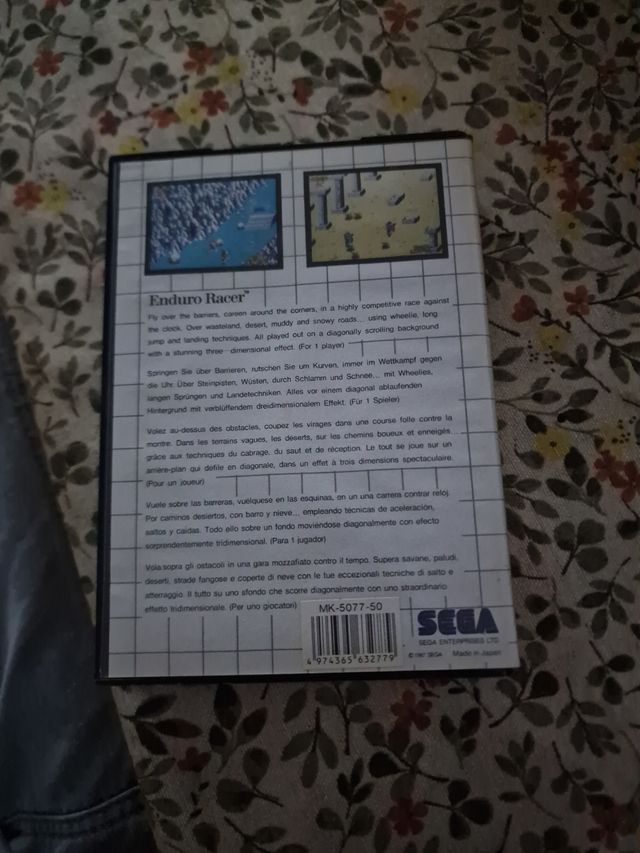 Enduro Racer™
Fly over the barriers, careen around the corners, in a highly competitive race against
the clock. Over wasteland, desert, muddy and snowy roads... using wheelie, long
jump and landing techniques. All played out on a diagonally scrolling background
with a stunning three-dimensional effect. (For 1 player)
Springen Sie über Barrieren, rutschen Sie um Kurven, immer im Wettkampf gegen
die Uhr. Über Steinpisten, Wüsten, durch Schlamm und Schnee... mit Wheelies,
langen Sprüngen und Landetechniken. Alles vor einem diagonal ablaufenden
Hintergrund mit verblüffendem dreidimensionalem Effekt. (Für 1 Spieler)
Volez au-dessus des obstacles, coupez les virages dans une course folle contre la
montre. Dans les terrains vagues, les déserts, sur les chemins boueux et enneigés
grâce aux techniques du cabrage, du saut et de réception. Le tout se joue sur un
arrière-plan qui défile en diagonale, dans un effet à trois dimensions spectaculaire.
(Pour un joueur)
Vuele sobre las barreras, vuélquese en las esquinas, en un una carrera contrar reloj
Por caminos desiertos, con barro y nieve... empleando técnicas de aceleración,
saltos y caídas. Todo ello sobre un fondo moviéndose diagonalmente con efecto
sorprendentemente tridimensional. (Para 1 jugador)
Vola sopra gli ostacoli in una gara mozzafiato contro il tempo. Supera savane, paludi,
deserti, strade fangose e coperte di neve con le tue eccezionali tecniche di salto e
atterraggio. Il tutto su uno sfondo che scorre diagonalmente con uno straordinario
effetto tridimensionale. (Per uno giocatori)
MK-5077-50
4 974365 632779
SEGA
SEGA ENTERPRISES LTD.
© 1987 SEGA Made in Japan